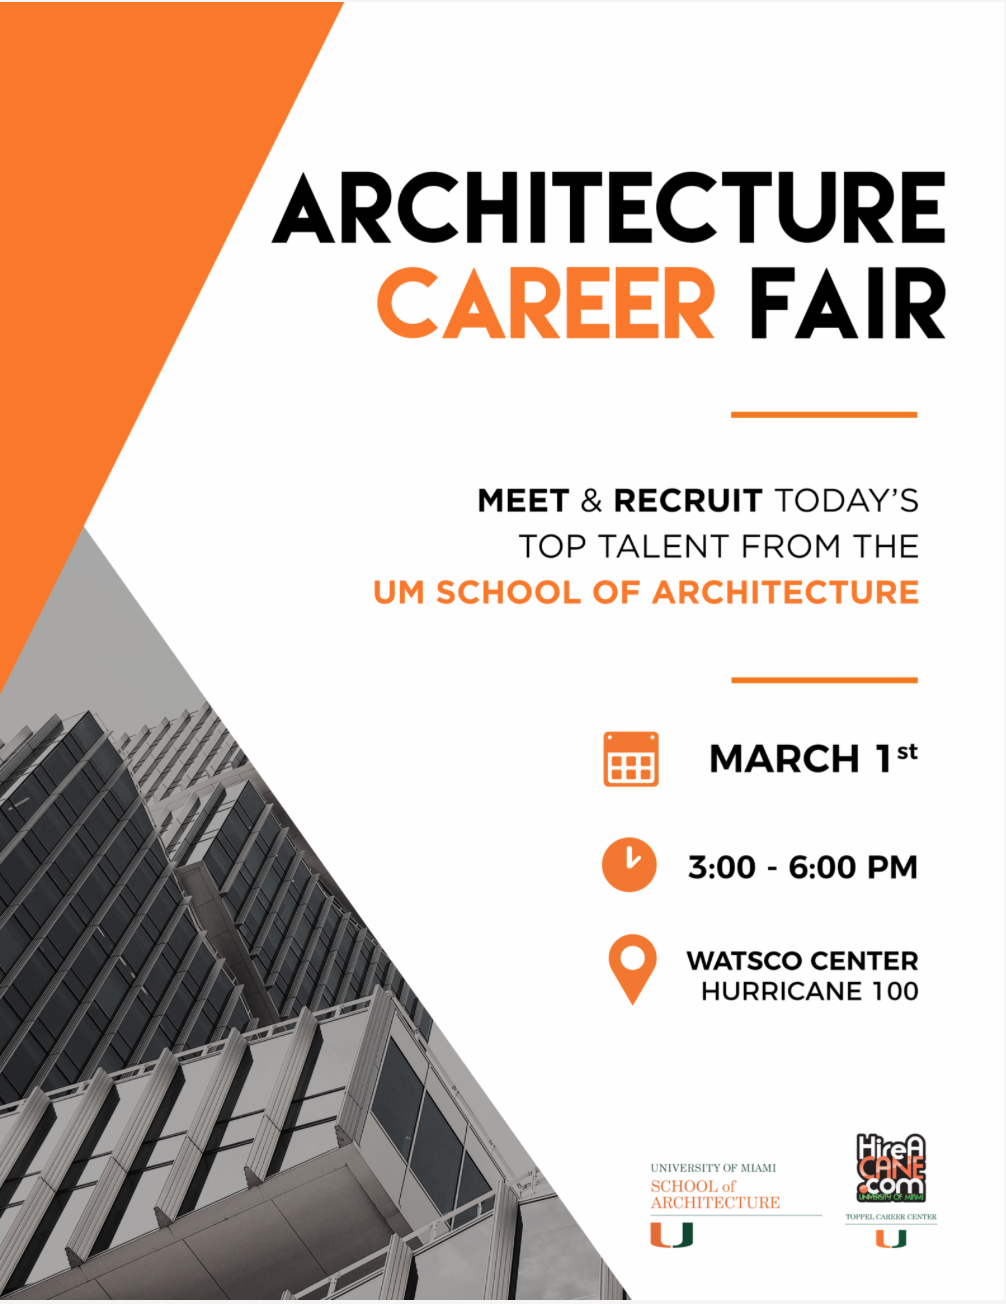 ARCHITECTURE
CAREER FAIR
MEET & RECRUIT TODAY'S
TOP TALENT FROM THE
UM SCHOOL OF ARCHITECTURE
MARCH 1st
3:00 - 6:00 PM
WATSCO CENTER
HURRICANE 100
UNIVERSITY OF MIAMI
SCHOOL of
ARCHITECTURE
U
HireA
CANE
.com
UNIVERSITY OF MIAMI
TOPPEL CAREER CENTER
U